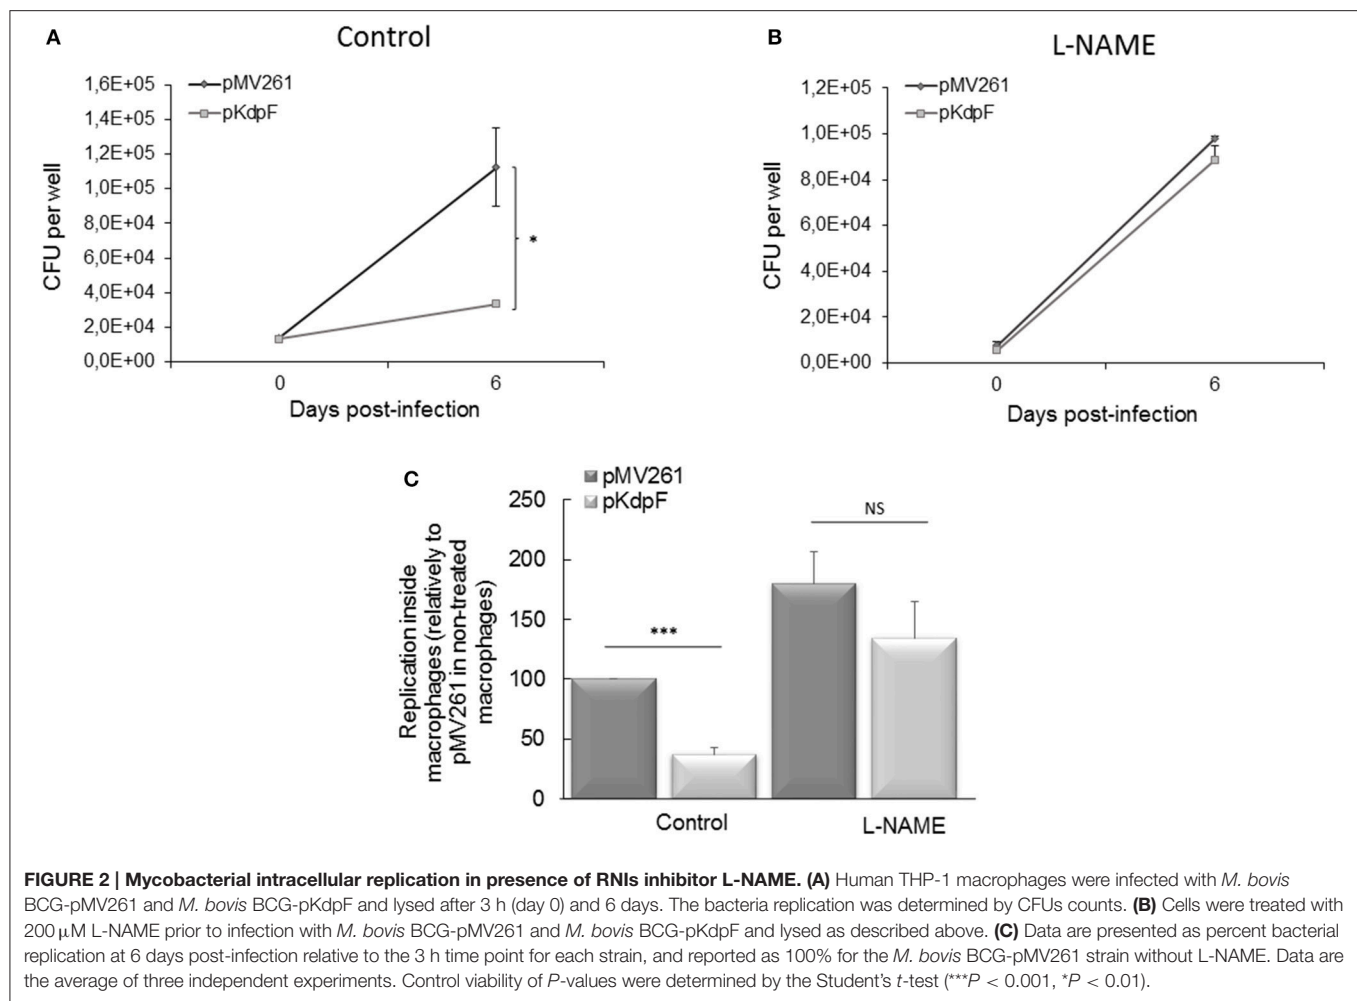 A
Control
1,6E+05
1,4E+05
1,2E+05
1,0E+05
8,0E+04
6,0E+04
4,0E+04
2,0E+04
0,0E+00
CFU per well
pMV261
pKdpF
*
0
6
Days post-infection
B
L-NAME
1,2E+05
1,0E+05
8,0E+04
6,0E+04
4,0E+04
2,0E+04
0,0E+00
CFU per well
pMV261
pKdpF
0
6
Days post-infection
C
pMV261
pKdpF
250
200
150
100
50
0
Replication inside
macrophages (relatively to
pMV261 in non-treated
macrophages)
***
NS
Control
L-NAME
FIGURE 2 | Mycobacterial intracellular replication in presence of RNIs inhibitor L-NAME. (A) Human THP-1 macrophages were infected with M. bovis
BCG-pMV261 and M. bovis BCG-pKdpF and lysed after 3 h (day 0) and 6 days. The bacteria replication was determined by CFUs counts. (B) Cells were treated with
200 μM L-NAME prior to infection with M. bovis BCG-pMV261 and M. bovis BCG-pKdpF and lysed as described above. (C) Data are presented as percent bacterial
replication at 6 days post-infection relative to the 3 h time point for each strain, and reported as 100% for the M. bovis BCG-pMV261 strain without L-NAME. Data are
the average of three independent experiments. Control viability of P-values were determined by the Student's t-test (***P < 0.001, *P < 0.01).